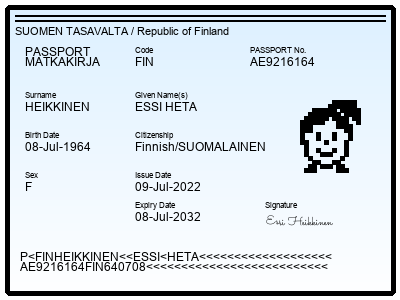 SUOMEN TASAVALTA / Republic of Finland
PASSPORT
MATKAKIRJA
Code
FIN
PASSPORT No.
AE9216164
Surname
HEIKKINEN
Given Name(s)
ESSI HETA
Birth Date
08-Jul-1964
Citizenship
Finnish/SUOMALAINEN
Sex
F
Issue Date
09-Jul-2022
Expiry Date
08-Jul-2032
Signature
Essi Heikkinen
P<FINHEIKKINEN<<ESSI<HETA<<<<<<<<<<<<<<<<<<<
AE9216164FIN640708<<<<<<<<<<<<<<<<<<<<<<<<<<